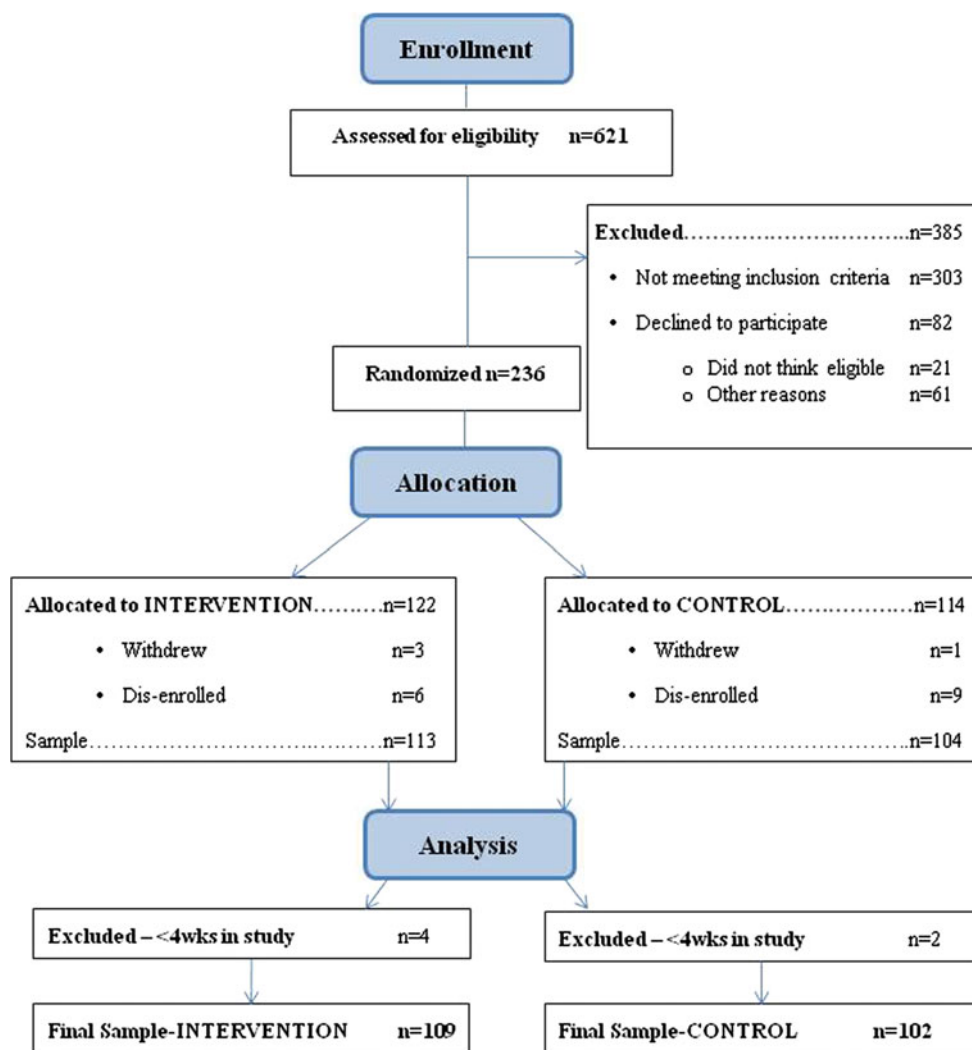 Enrollment
Assessed for eligibility n=621
Excluded……………………………..n=385
• Not meeting inclusion criteria n=303
• Declined to participate n=82
o Did not think eligible n=21
o Other reasons n=61
Randomized n=236
Allocation
Allocated to INTERVENTION……….n=122
• Withdrew n=3
• Dis-enrolled n=6
Sample…………………………………n=113
Allocated to CONTROL………………n=114
• Withdrew n=1
• Dis-enrolled n=9
Sample………………………………..n=104
Analysis
Excluded – <4wks in study n=4
Excluded – <4wks in study n=2
Final Sample-INTERVENTION n=109
Final Sample-CONTROL n=102